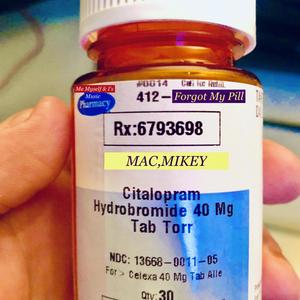 #0014 Call for Refill
Me Myself & I's
Music
Pharmacy
412-Forgot My Pill
Rx:6793698
MAC,MIKEY
Citalopram
Hydrobromide 40 Mg
Tab Torr
NDC: 13668-0011-05
For > Celexa 40 Mg Tab Alle
Qty:30